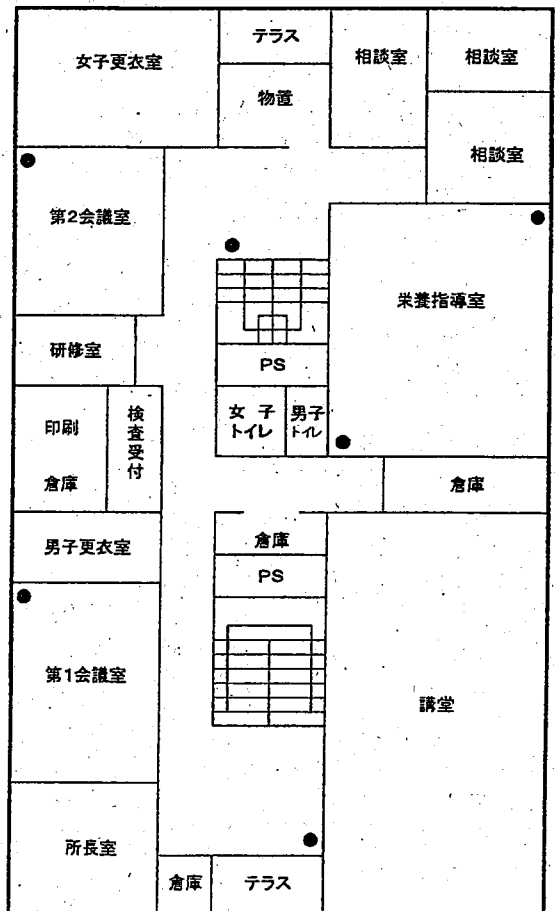 テラス
女子更衣室
相談室
相談室
物置
相談室
第2会議室
栄養指導室
研修室
PS
印刷
倉庫
検査受付
女子
トイレ
男子
トイレ
倉庫
男子更衣室
倉庫
PS
第1会議室
講堂
所長室
倉庫
テラス